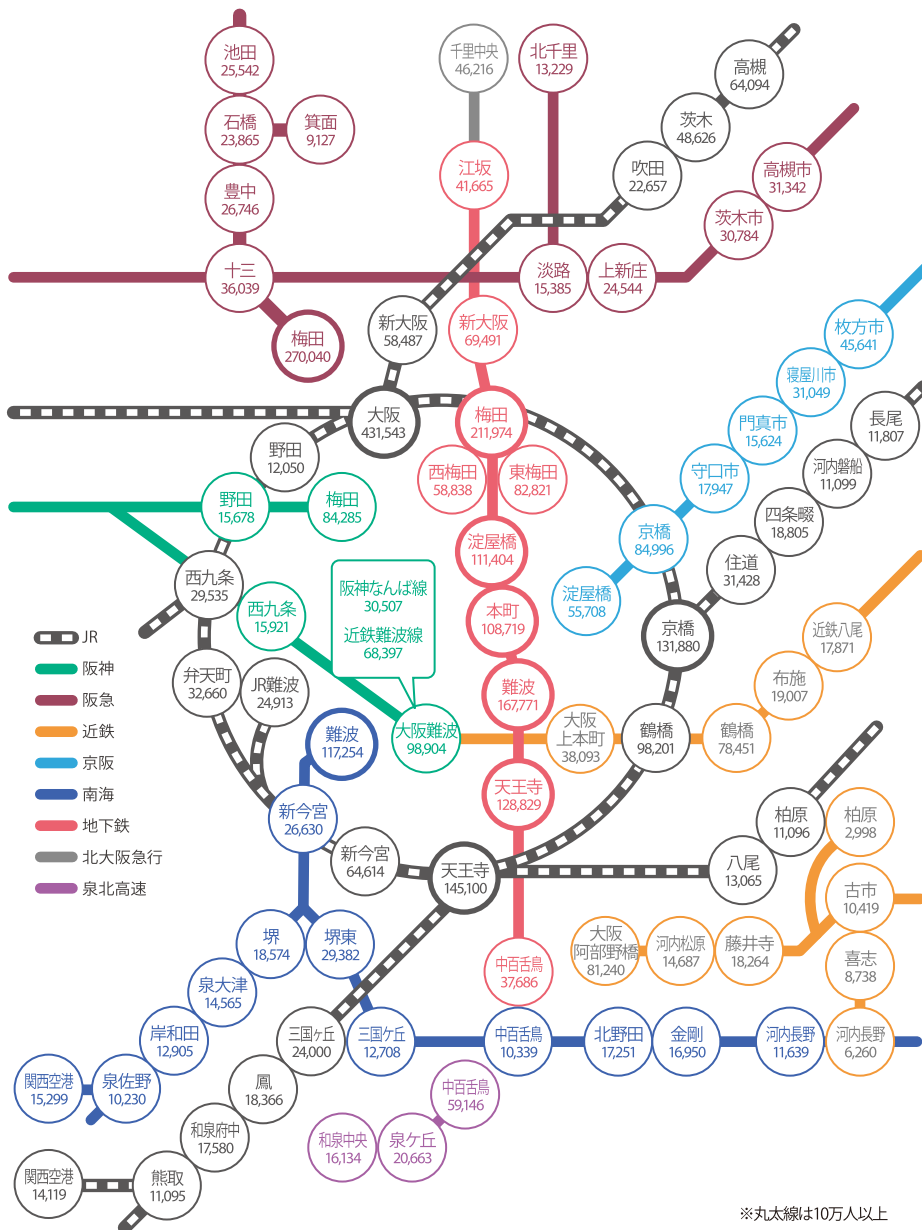 池田
25,542
石橋
23,865
箕面
9,127
豊中
26,746
十三
36,039
梅田
270,040
千里中央
46,216
北千里
13,229
江坂
41,665
高槻
64,094
茨木
48,626
吹田
22,657
高槻市
31,342
茨木市
30,784
淡路
15,385
上新庄
24,544
新大阪
58,487
新大阪
69,491
枚方市
45,641
寝屋川市
31,049
門真市
15,624
守口市
17,947
京橋
84,996
淀屋橋
55,708
長尾
11,807
河内磐船
11,099
四条畷
18,805
住道
31,428
京橋
131,880
大阪
431,543
野田
12,050
梅田
211,974
西梅田
58,838
東梅田
82,821
淀屋橋
111,404
本町
108,719
難波
167,771
天王寺
128,829
野田
15,678
梅田
84,285
西九条
29,535
西九条
15,921
阪神なんば線
30,507
近鉄難波線
68,397
弁天町
32,660
JR難波
24,913
大阪難波
98,904
大阪
上本町
38,093
鶴橋
98,201
鶴橋
78,451
布施
19,007
近鉄八尾
17,871
JR
阪神
阪急
近鉄
京阪
南海
地下鉄
北大阪急行
泉北高速
難波
117,254
新今宮
26,630
新今宮
64,614
天王寺
145,100
八尾
13,065
柏原
11,096
柏原
2,998
古市
10,419
喜志
8,738
河内長野
6,260
大阪
阿部野橋
81,240
河内松原
14,687
藤井寺
18,264
堺
18,574
堺東
29,382
中百舌鳥
37,686
泉大津
14,565
岸和田
12,905
三国ヶ丘
24,000
三国ケ丘
12,708
中百舌鳥
10,339
北野田
17,251
金剛
16,950
河内長野
11,639
関西空港
15,299
泉佐野
10,230
鳳
18,366
中百舌鳥
59,146
和泉府中
17,580
和泉中央
16,134
泉ケ丘
20,663
関西空港
14,119
熊取
11,095
※丸太線は10万人以上